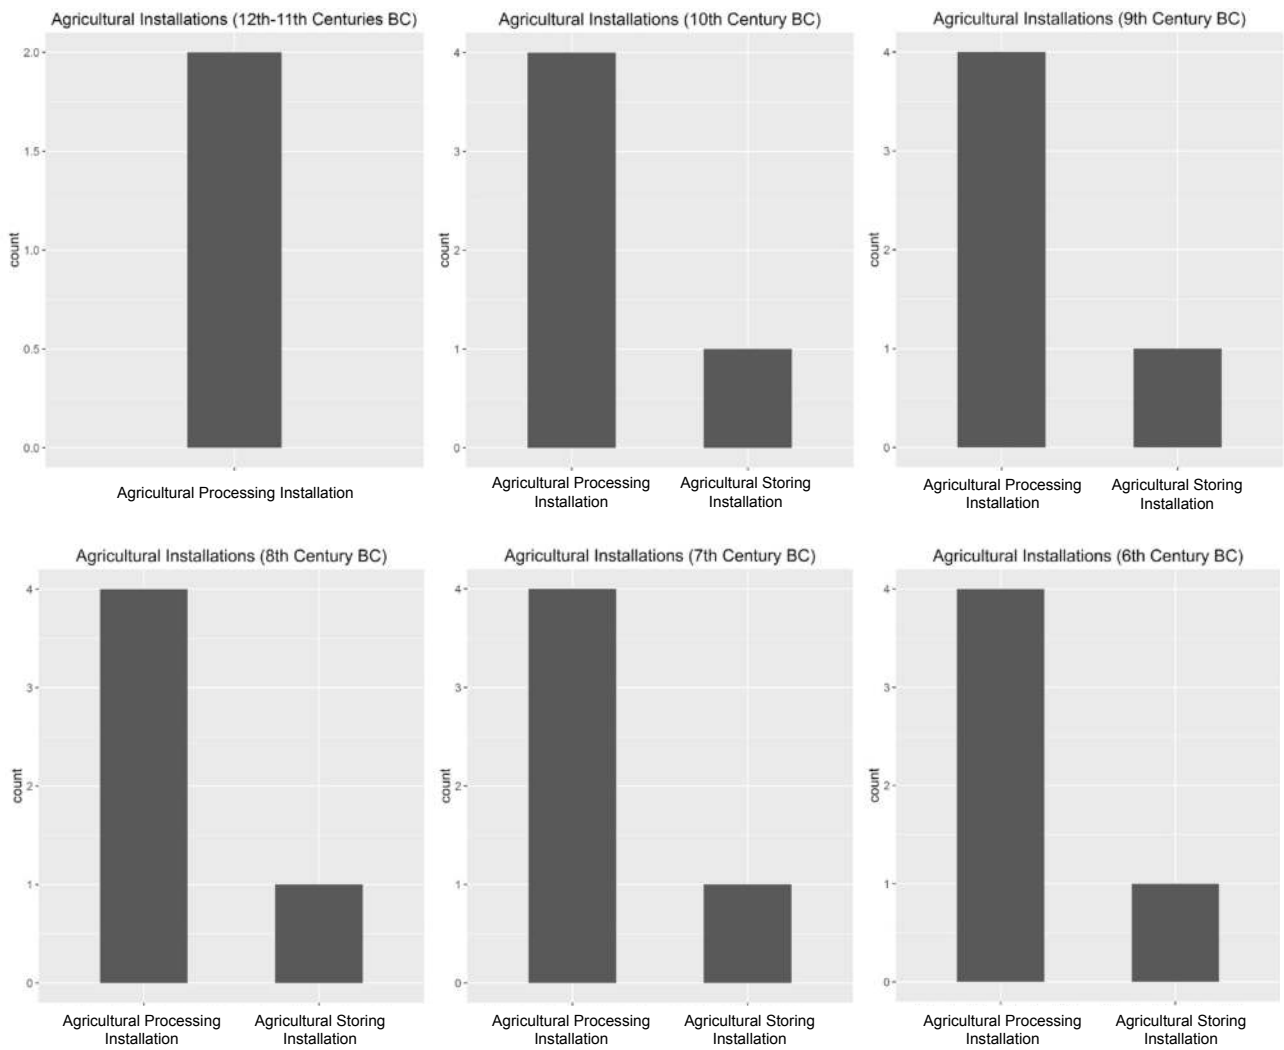 Agricultural Installations (12th-11th Centuries BC)
2.0
1.5
1.0
0.5
0.0
count
Agricultural Processing Installation
Agricultural Installations (10th Century BC)
4
3
2
1
0
count
Agricultural Processing
Installation
Agricultural Storing
Installation
Agricultural Installations (9th Century BC)
4
3
2
1
0
count
Agricultural Processing
Installation
Agricultural Storing
Installation
Agricultural Installations (8th Century BC)
4
3
2
1
0
count
Agricultural Processing
Installation
Agricultural Storing
Installation
Agricultural Installations (7th Century BC)
4
3
2
1
0
count
Agricultural Processing
Installation
Agricultural Storing
Installation
Agricultural Installations (6th Century BC)
4
3
2
1
0
count
Agricultural Processing
Installation
Agricultural Storing
Installation